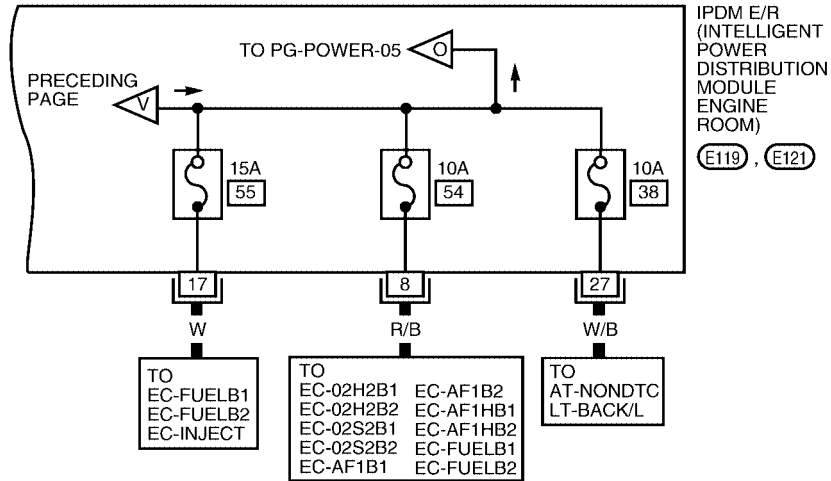 IPDM E/R
(INTELLIGENT
POWER
DISTRIBUTION
MODULE
ENGINE
ROOM)
E119 , E121
TO PG-POWER-05 O
PRECEDING
PAGE
V
15A
55
10A
54
10A
38
17
8
27
W
R/B
W/B
TO
EC-FUELB1
EC-FUELB2
EC-INJECT
TO
EC-02H2B1 EC-AF1B2
EC-02H2B2 EC-AF1HB1
EC-02S2B1 EC-AF1HB2
EC-02S2B2 EC-FUELB1
EC-AF1B1 EC-FUELB2
TO
AT-NONDTC
LT-BACK/L